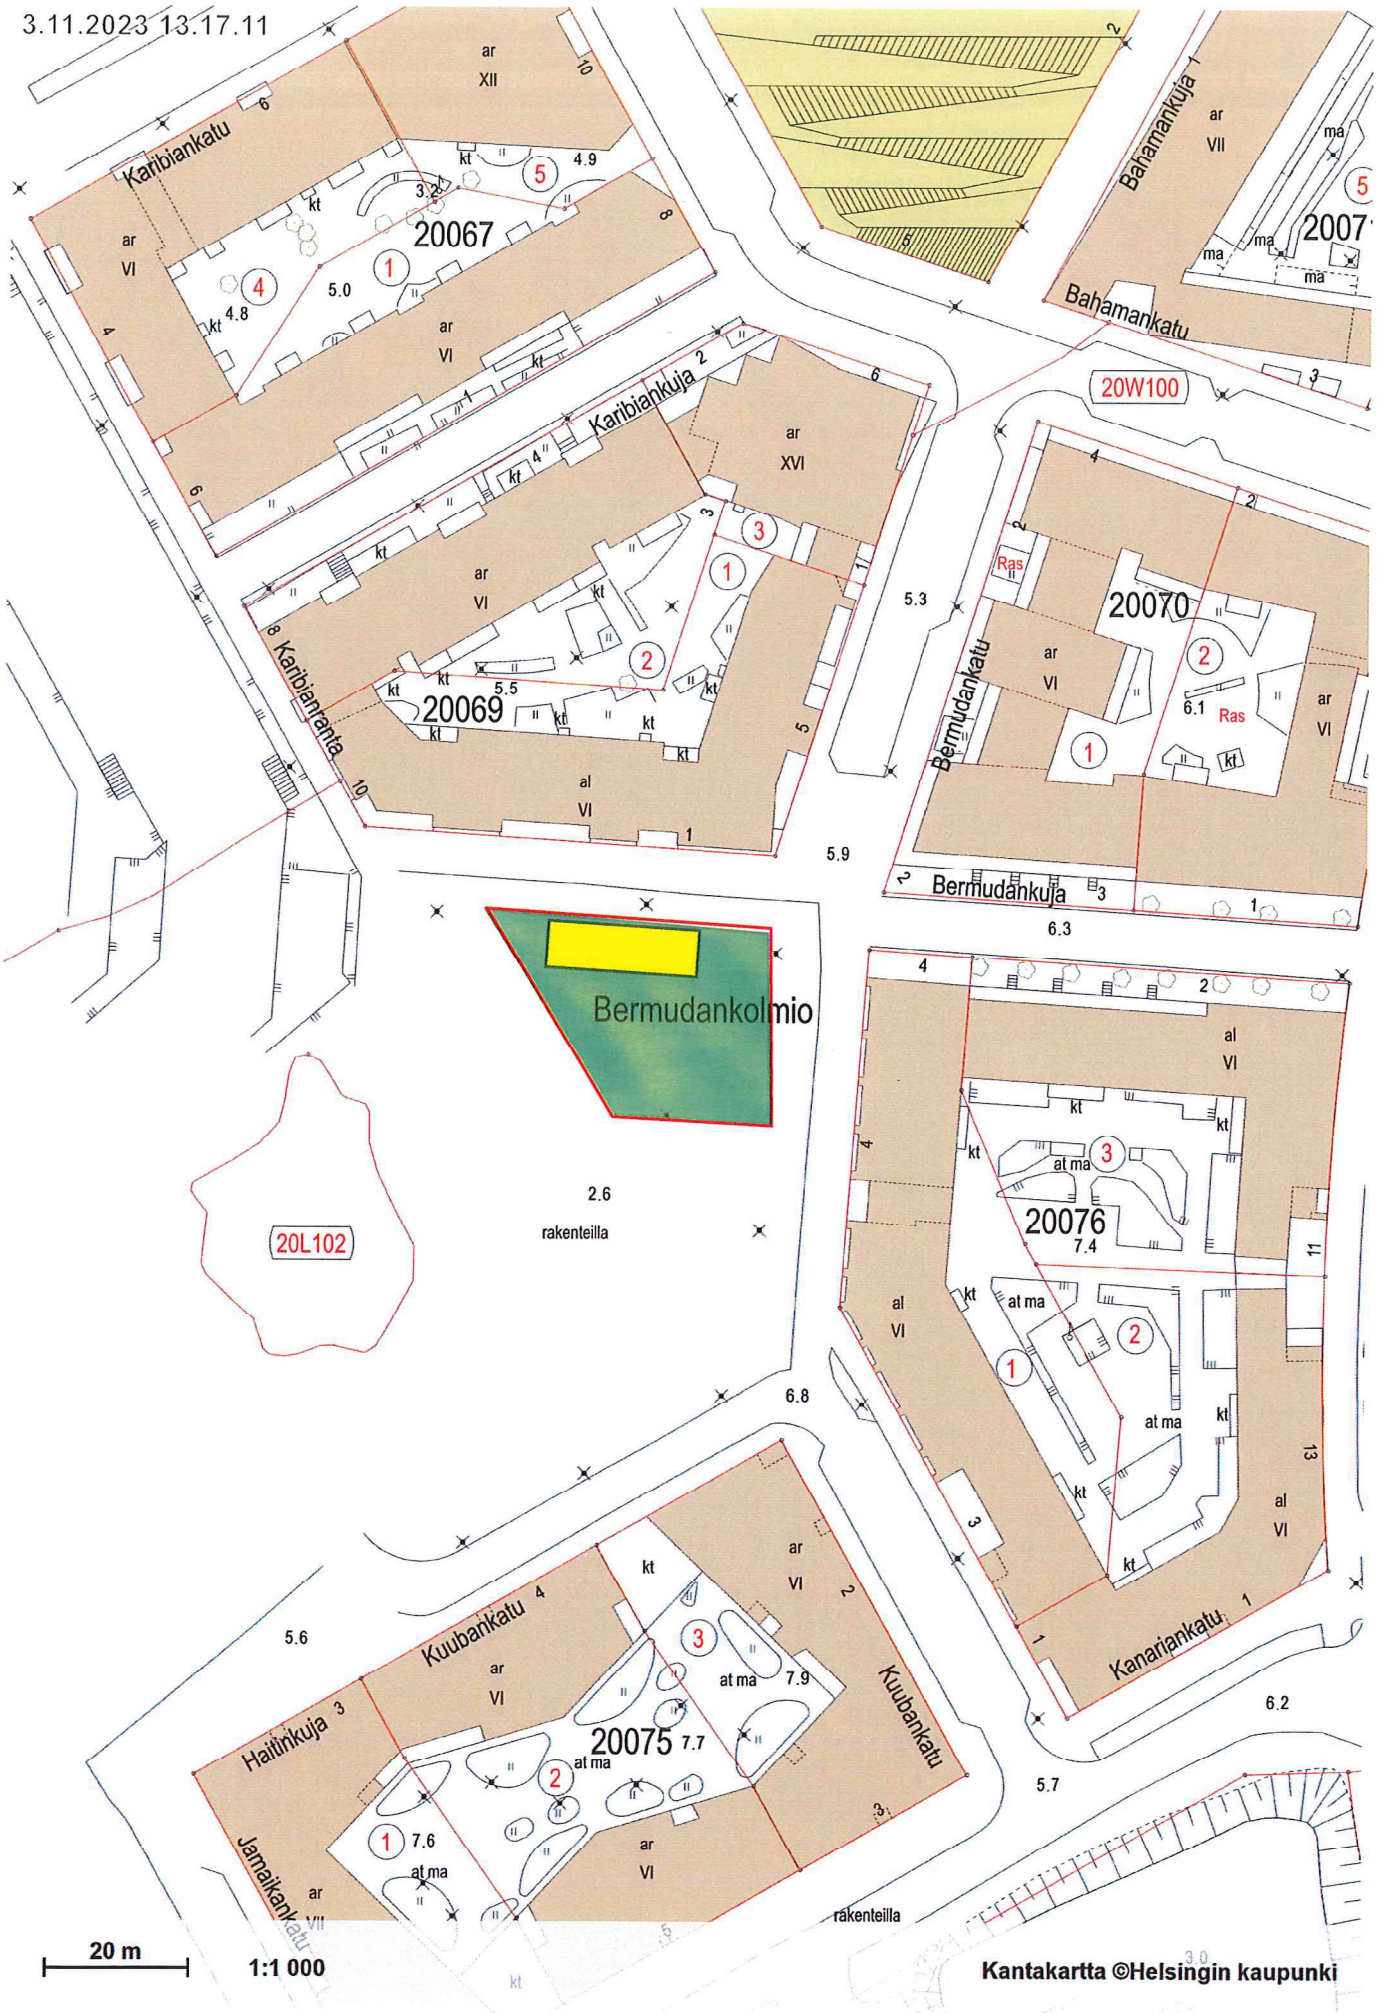 3.11.2023 13.17.11
ar
XII
10
2
Bahamankuja 1
ar
VII
ma
5
6
Karibiankatu
kt
4.9
5
3.2
20067
8
kt
ar
VI
4
1
5.0
4.8
kt
4
ar
VI
ma
ma
ma
2007
5
Bahamankatu
3
20W100
kt
1
2
Karibiankuja
6
ar
XVI
4
kt
6
kt
3
3
1
1
4
2
2
Ras
5.3
20070
ar
VI
kt
8
Karibianranta
2
kt
kt
5.5
20069
kt
kt
kt
kt
kt
ar
VI
2
6.1
Ras
ar
VI
1
kt
Bermudankatu
5
10
al
VI
1
5.9
2
Bermudankuja
3
1
6.3
4
2
Bermudankolmio
al
VI
kt
kt
kt
at ma
3
4
2.6
rakenteilla
20L102
20076
7.4
11
kt
at ma
al
VI
2
1
6.8
at ma
kt
13
kt
al
VI
3
kt
ar
VI
2
kt
4
Kuubankatu
5.6
1
1
Kanariankatu
3
at ma
7.9
ar
VI
Kuubankatu
3
Haitinkuja
20075
7.7
at ma
2
6.2
5.7
1
7.6
at ma
3
ar
VI
Jamaikankatu
ar
VII
rakenteilla
5
20 m
1:1 000
kt
3.0
Kantakartta ©Helsingin kaupunki